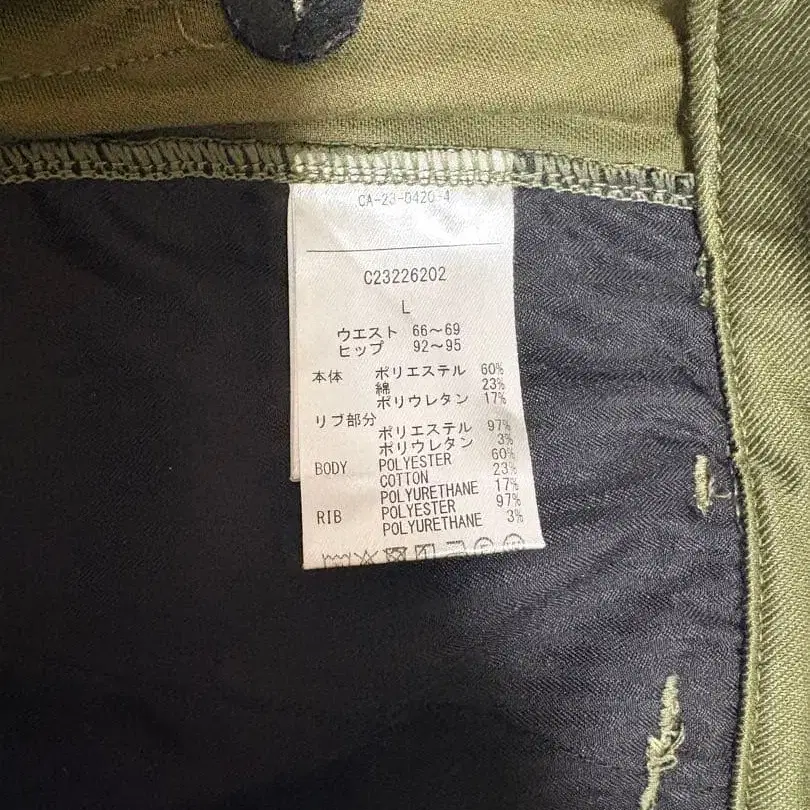 CA-23-0420-4
C23226202
L
ウエスト 66～69
ヒップ 92～95
本体 ポリエステル 60%
綿 23%
ポリウレタン 17%
リブ部分
ポリエステル 97%
ポリウレタン 3%
BODY POLYESTER 60%
COTTON 23%
POLYURETHANE 17%
RIB POLYESTER 97%
POLYURETHANE 3%